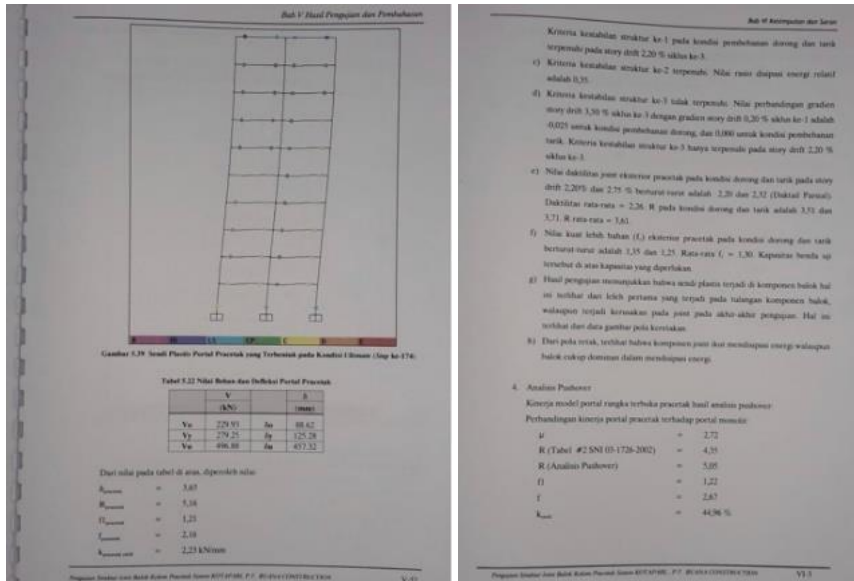 Bab V Hasil Pengujian dan Pembahasan
B IO LS CP C D E
Gambar 5.39 Sendi Plastis Portal Pracetak yang Terbentuk pada Kondisi Ultimate (Step ke-174)
Tabel 5.22 Nilai Beban dan Defleksi Portal Pracetak
V δ
(kN) (mm)
229.93 88.62
Vy 279.25 δy 125.28
Vu 496.88 δu 457.32
Dari nilai pada tabel di atas, diperoleh nilai:
= 3,65
= 5,16
= 1,21
= 2,16
= 2,23 kN/mm
Bab VI Kesimpulan dan Saran
Kriteria kestabilan struktur ke-1 pada kondisi pembebanan dorong dan tarik
terpenuhi pada story drift 2,20 % siklus ke-3.
c) Kriteria kestabilan struktur ke-2 terpenuhi. Nilai rasio disipasi energi relatif
adalah 0,35.
d) Kriteria kestabilan struktur ke-3 tidak terpenuhi. Nilai perbandingan gradien
story drift 3,50 % siklus ke-3 dengan gradien story drift 0,20 % siklus ke-1 adalah
-0,025 untuk kondisi pembebanan dorong, dan 0,060 untuk kondisi pembebanan
tarik. Kriteria kestabilan struktur ke-3 hanya terpenuhi pada story drift 2,20 %
siklus ke-3.
e) Nilai daktilitas joint eksterior pracetak pada kondisi dorong dan tarik pada story
drift 2,20% dan 2.75 % berturut-turut adalah 2,20 dan 2,32 (Daktail Parsial).
Daktilitas rata-rata = 2,26. R pada kondisi dorong dan tarik adalah 3,51 dan
3,71. R rata-rata = 3,61.
f) Nilai kuat lebih bahan (f₁) eksterior pracetak pada kondisi dorong dan tarik
berturut-turut adalah 1,35 dan 1,25. Rata-rata f₁ = 1,30. Kapasitas benda uji
tersebut di atas kapasitas yang diperlukan.
g) Hasil pengujian menunjukkan bahwa sendi plastis terjadi di komponen balok hal
ini terlihat dari leleh pertama yang terjadi pada tulangan komponen balok,
walaupun terjadi kerusakan pada joint pada akhir-akhir pengujian. Hal ini
terlihat dari data gambar pola keretakan.
h) Dari pola retak, terlihat bahwa komponen joint ikut mendisipasi energi walaupun
balok cukup dominan dalam mendisipasi energi.
4. Analisis Pushover
Kinerja model portal rangka terbuka pracetak hasil analisis pushover:
Perbandingan kinerja portal pracetak terhadap portal monolit:
μ = 2,72
R (Tabel #2 SNI 03-1726-2002) = 4,35
R (Analisis Pushover) = 5,05
= 1,22
f = 2,67
= 44,96 %
VI-3